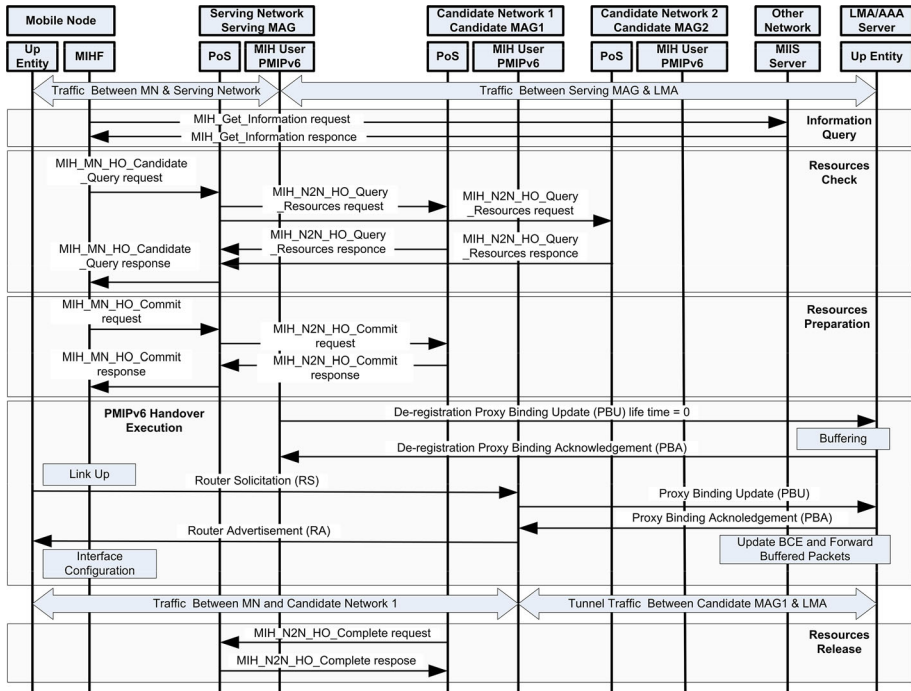 Mobile Node
Serving Network
Serving MAG
Candidate Network 1
Candidate MAG1
Candidate Network 2
Candidate MAG2
Other
Network
LMA/AAA
Server
Up
Entity
MIHF
PoS
MIH User
PMIPv6
PoS
MIH User
PMIPv6
PoS
MIH User
PMIPv6
MIIS
Server
Up Entity
Traffic Between MN & Serving Network
Traffic Between Serving MAG & LMA
MIH_Get_Information request
MIH_Get_Information responce
Information
Query
Resources
Check
MIH_MN_HO_Candidate
_Query request
MIH_N2N_HO_Query
_Resources request
MIH_N2N_HO_Query
_Resources request
MIH_N2N_HO_Query
_Resources responce
MIH_N2N_HO_Query
_Resources responce
MIH_MN_HO_Candidate
_Query response
MIH_MN_HO_Commit
request
Resources
Preparation
MIH_N2N_HO_Commit
request
MIH_MN_HO_Commit
response
MIH_N2N_HO_Commit
response
PMIPv6 Handover
Execution
De-registration Proxy Binding Update (PBU) life time = 0
Buffering
De-registration Proxy Binding Acknowledgement (PBA)
Link Up
Router Solicitation (RS)
Proxy Binding Update (PBU)
Proxy Binding Acknoledgement (PBA)
Router Advertisement (RA)
Update BCE and Forward
Buffered Packets
Interface
Configuration
Traffic Between MN and Candidate Network 1
Tunnel Traffic Between Candidate MAG1 & LMA
MIH_N2N_HO_Complete request
MIH_N2N_HO_Complete respose
Resources
Release